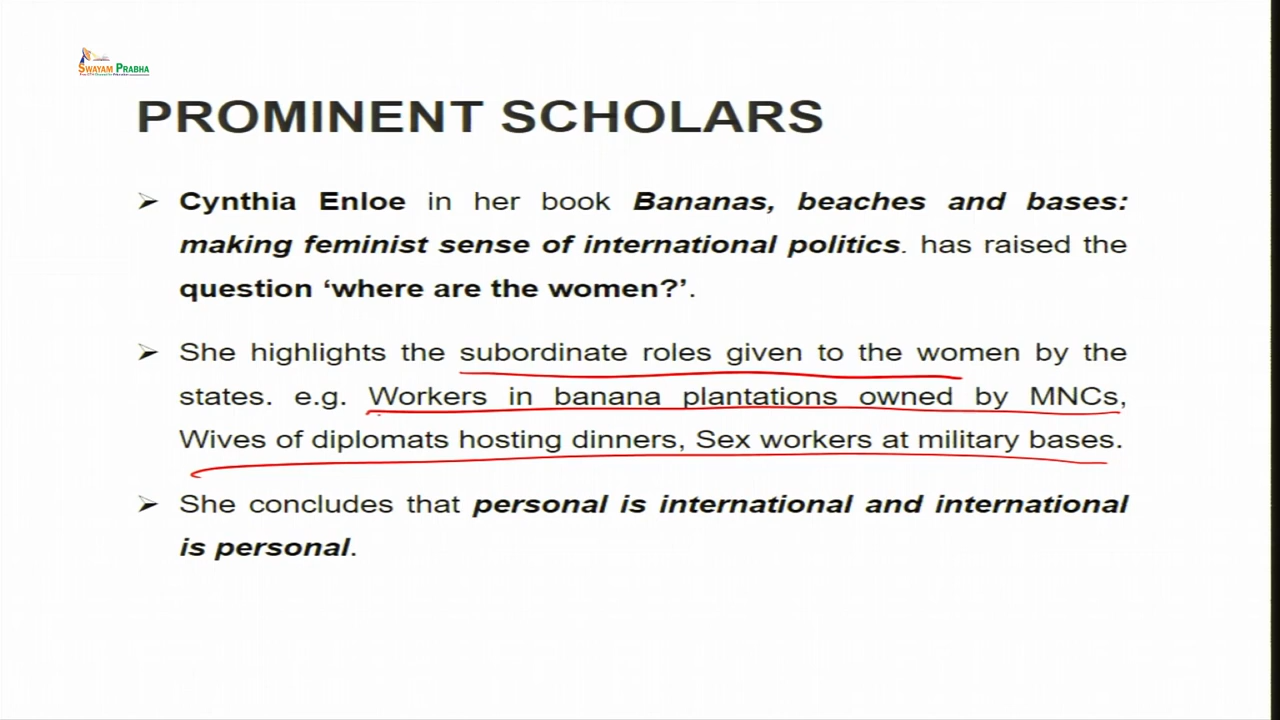 SWAYAM PRABHA
PROMINENT SCHOLARS
➢ Cynthia Enloe in her book Bananas, beaches and bases:
making feminist sense of international politics. has raised the
question ‘where are the women?’.
➢ She highlights the subordinate roles given to the women by the
states. e.g. Workers in banana plantations owned by MNCs,
Wives of diplomats hosting dinners, Sex workers at military bases.
➢ She concludes that personal is international and international
is personal.